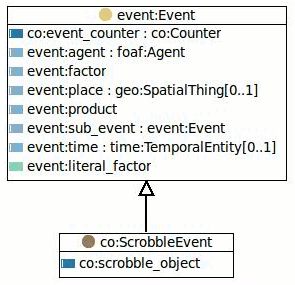 event:Event
co:event_counter : co:Counter
event:agent : foaf:Agent
event:factor
event:place : geo:SpatialThing[0..1]
event:product
event:sub_event : event:Event
event:time : time:TemporalEntity[0..1]
event:literal_factor
co:ScrobbleEvent
co:scrobble_object